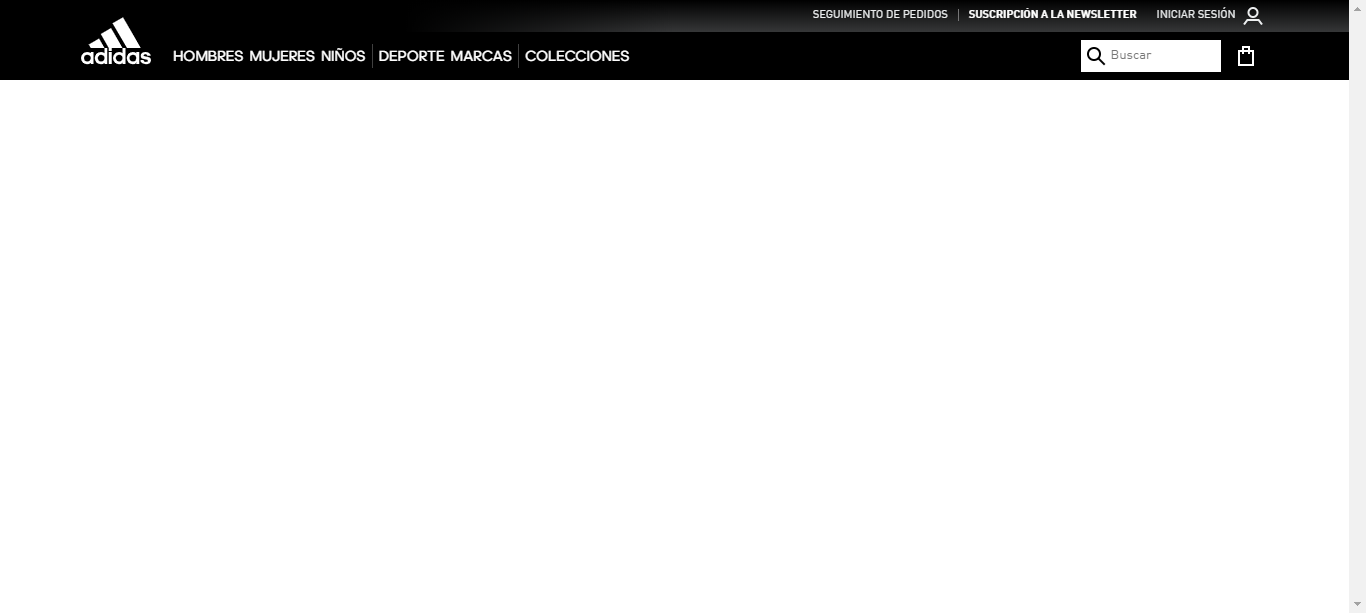 SEGUIMIENTO DE PEDIDOS SUSCRIPCIÓN A LA NEWSLETTER INICIAR SESIÓN
adidas HOMBRES MUJERES NIÑOS DEPORTE MARCAS COLECCIONES Buscar